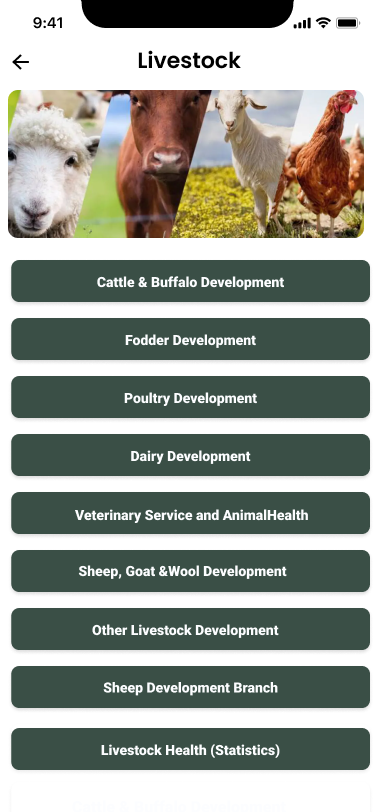 9:41
Livestock
Cattle & Buffalo Development
Fodder Development
Poultry Development
Dairy Development
Veterinary Service and AnimalHealth
Sheep, Goat &Wool Development
Other Livestock Development
Sheep Development Branch
Livestock Health (Statistics)